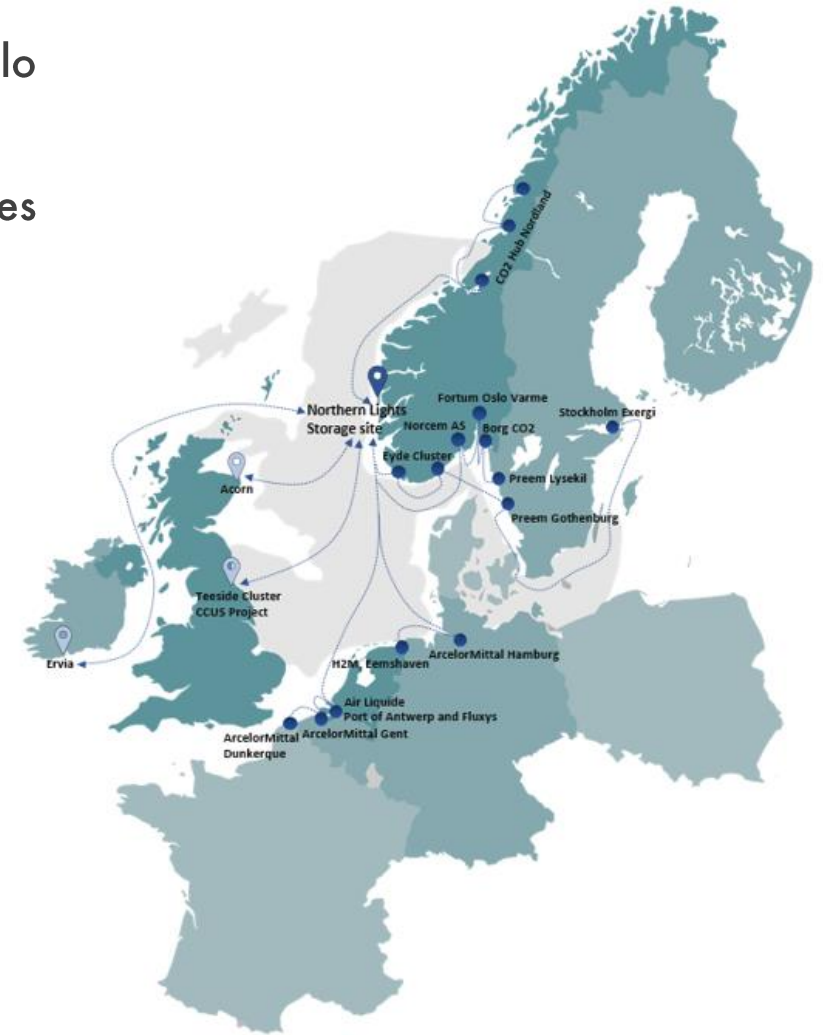 lo
es
CO2 Hub Nordland
Northern Lights
Storage site
Fortum Oslo Varme
Stockholm Exergi
Norcem AS
Borg CO2
Eyde Cluster
Preem Lysekil
Acorn
Preem Gothenburg
Teeside Cluster
CCUS Project
Ervia
H2M, Eemshaven
ArcelorMittal Hamburg
Air Liquide
Port of Antwerp and Fluxys
ArcelorMittal Gent
ArcelorMittal
Dunkerque